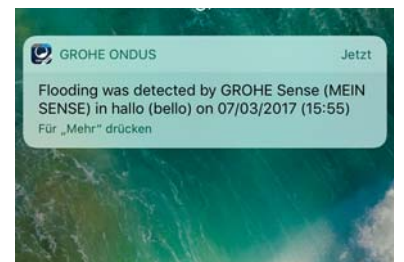 GROHE ONDUS Jetzt
Flooding was detected by GROHE Sense (MEIN
SENSE) in hallo (bello) on 07/03/2017 (15:55)
Für „Mehr“ drücken